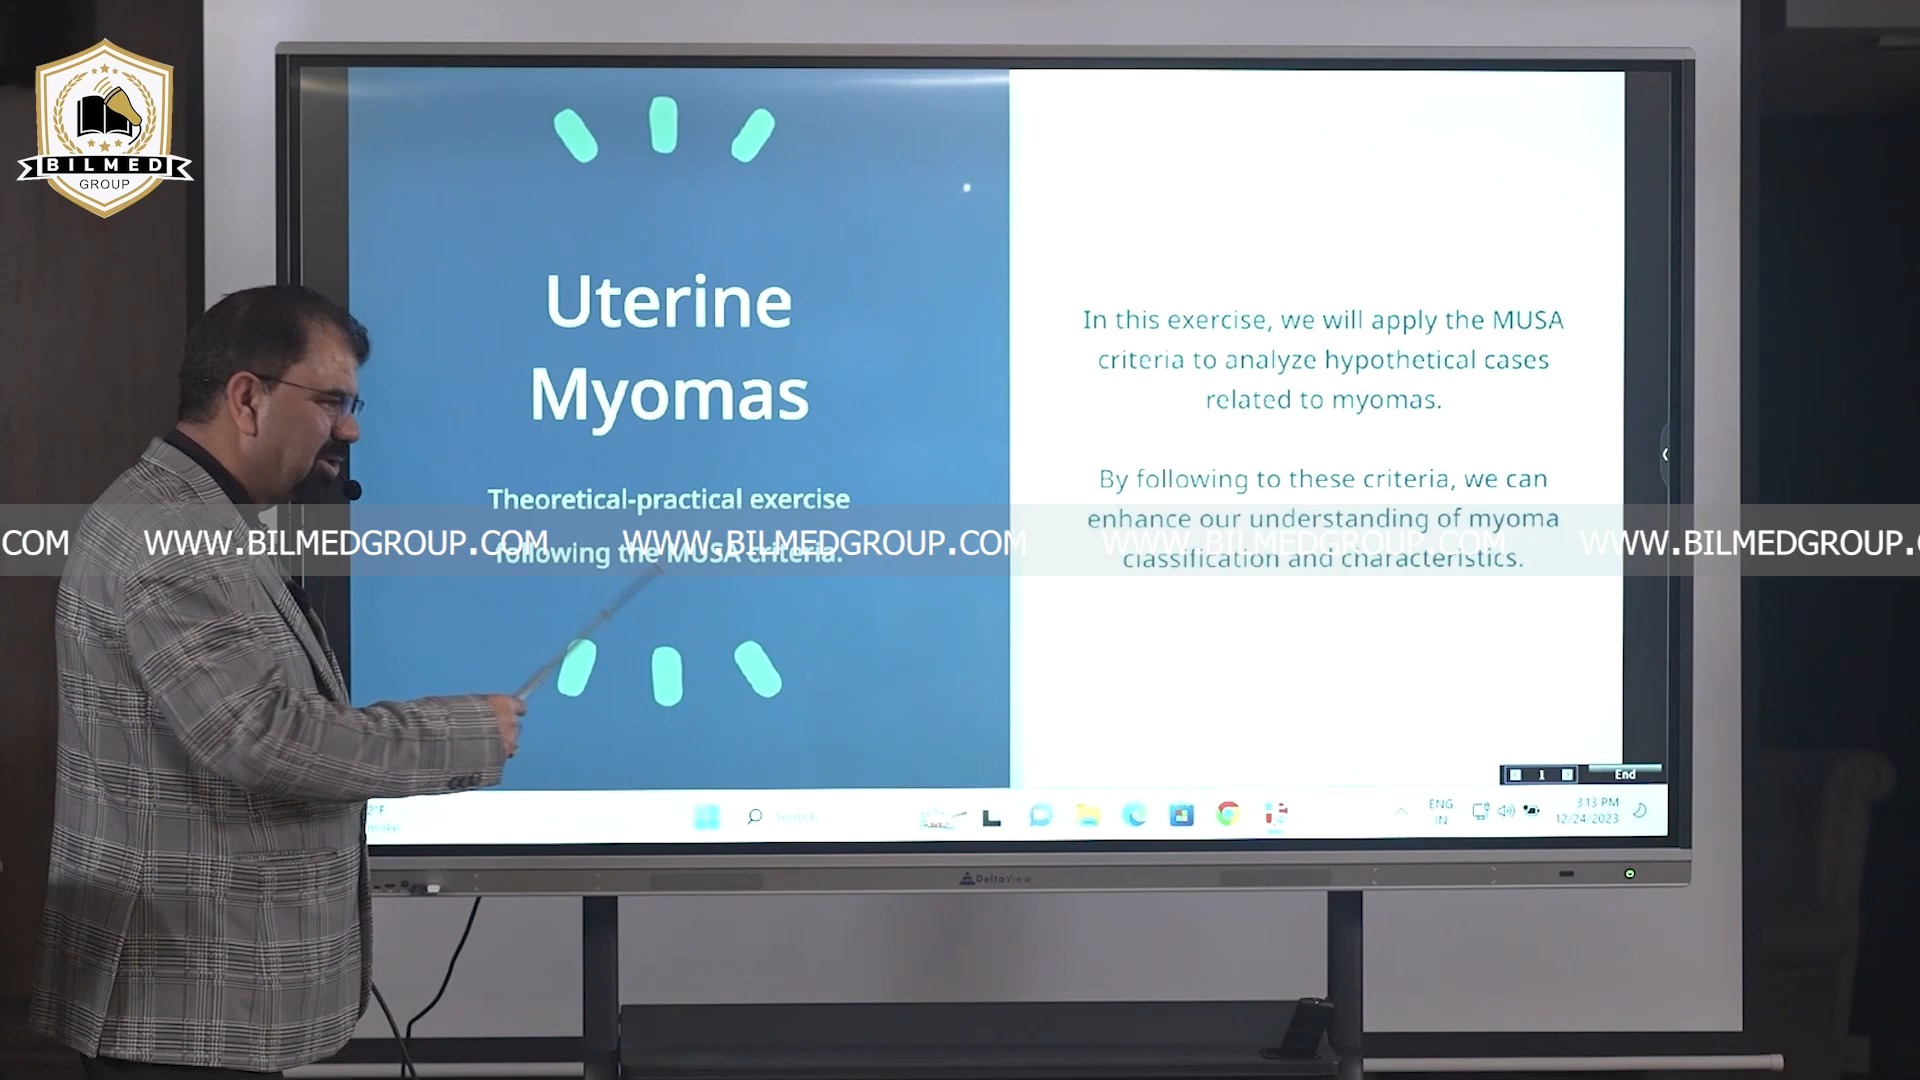 BILMED
GROUP
Uterine
Myomas
Theoretical-practical exercise
following the MUSA criteria.
In this exercise, we will apply the MUSA
criteria to analyze hypothetical cases
related to myomas.
By following to these criteria, we can
enhance our understanding of myoma
classification and characteristics.
COM WWW.BILMEDGROUP.COM WWW.BILMEDGROUP.COM WWW.BILMEDGROUP.COM WWW.BILMEDGROUP.C
1 End
2°F
Search
ENG
IN
3:13 PM
12/24/2023
DeltaView